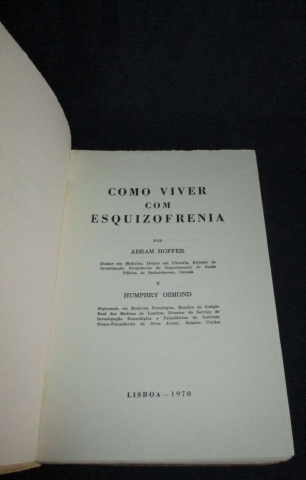 COMO VIVER
COM
ESQUIZOFRENIA
POR
ABRAM HOFFER
Doutor em Medicina, Doutor em Filosofia, Director de
Investigação Psiquiátrica do Departamento de Saúde
Pública de Saskatchewan, Canadá
E
HUMPHRY OSMOND
Diplomado em Medicina Psicológica, Membro do Colégio
Real dos Médicos de Londres, Director do Serviço de
Investigação Neurológica e Psiquiátrica do Instituto
Neuro-Psiquiátrico de Nova Jersey, Estados Unidos
LISBOA — 1970